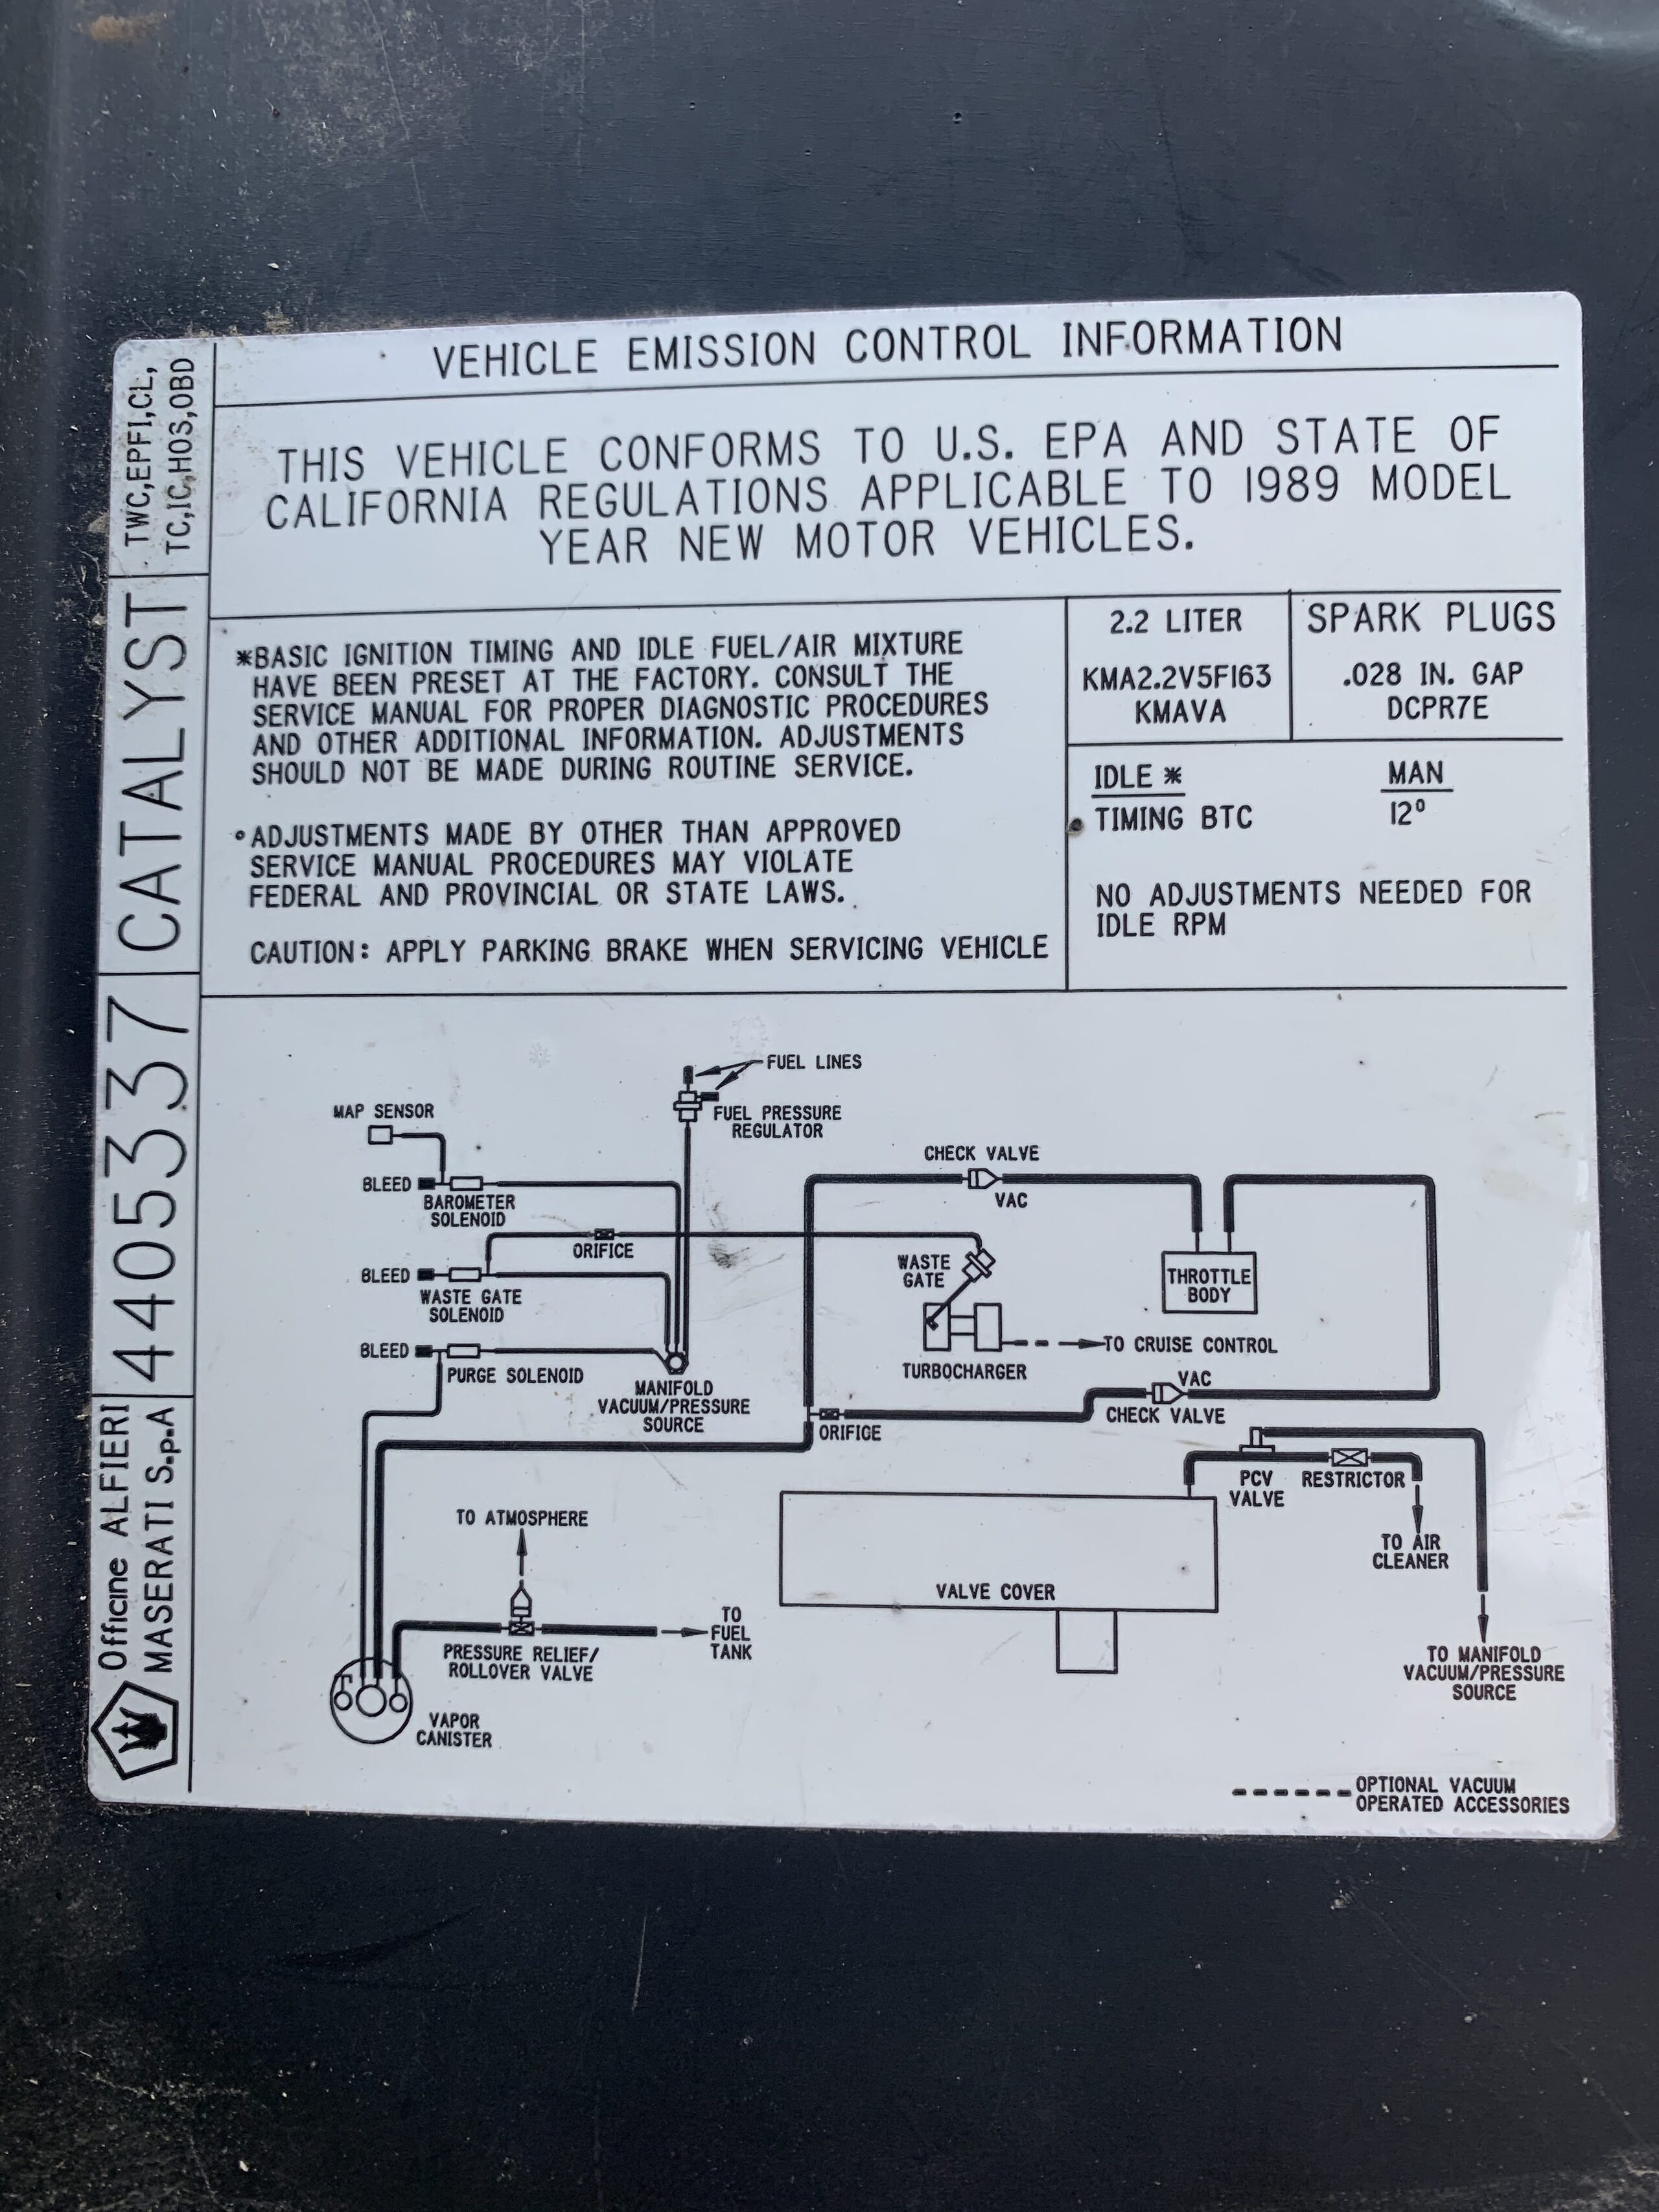 VEHICLE EMISSION CONTROL INFORMATION
THIS VEHICLE CONFORMS TO U.S. EPA AND STATE OF
CALIFORNIA REGULATIONS APPLICABLE TO 1989 MODEL
YEAR NEW MOTOR VEHICLES.
*BASIC IGNITION TIMING AND IDLE FUEL/AIR MIXTURE
HAVE BEEN PRESET AT THE FACTORY. CONSULT THE
SERVICE MANUAL FOR PROPER DIAGNOSTIC PROCEDURES
AND OTHER ADDITIONAL INFORMATION. ADJUSTMENTS
SHOULD NOT BE MADE DURING ROUTINE SERVICE.
°ADJUSTMENTS MADE BY OTHER THAN APPROVED
SERVICE MANUAL PROCEDURES MAY VIOLATE
FEDERAL AND PROVINCIAL OR STATE LAWS.
CAUTION: APPLY PARKING BRAKE WHEN SERVICING VEHICLE
2.2 LITER
KMA2.2V5FI63
KMAVA
SPARK PLUGS
.028 IN. GAP
DCPR7E
IDLE * MAN
TIMING BTC 12°
NO ADJUSTMENTS NEEDED FOR
IDLE RPM
TWC,EPFI,CL,
TC,IC,HOS,OBD
CATALYST
4405337
Officine ALFIERI
MASERATI S.p.A
FUEL LINES
MAP SENSOR
FUEL PRESSURE
REGULATOR
CHECK VALVE
VAC
BLEED
BAROMETER
SOLENOID
ORIFICE
WASTE
GATE
THROTTLE
BODY
BLEED
WASTE GATE
SOLENOID
TO CRUISE CONTROL
TURBOCHARGER
BLEED
PURGE SOLENOID
MANIFOLD
VACUUM/PRESSURE
SOURCE
VAC
CHECK VALVE
ORIFICE
PCV
VALVE
RESTRICTOR
TO AIR
CLEANER
TO ATMOSPHERE
VALVE COVER
TO
FUEL
TANK
PRESSURE RELIEF/
ROLLOVER VALVE
TO MANIFOLD
VACUUM/PRESSURE
SOURCE
VAPOR
CANISTER
OPTIONAL VACUUM
OPERATED ACCESSORIES